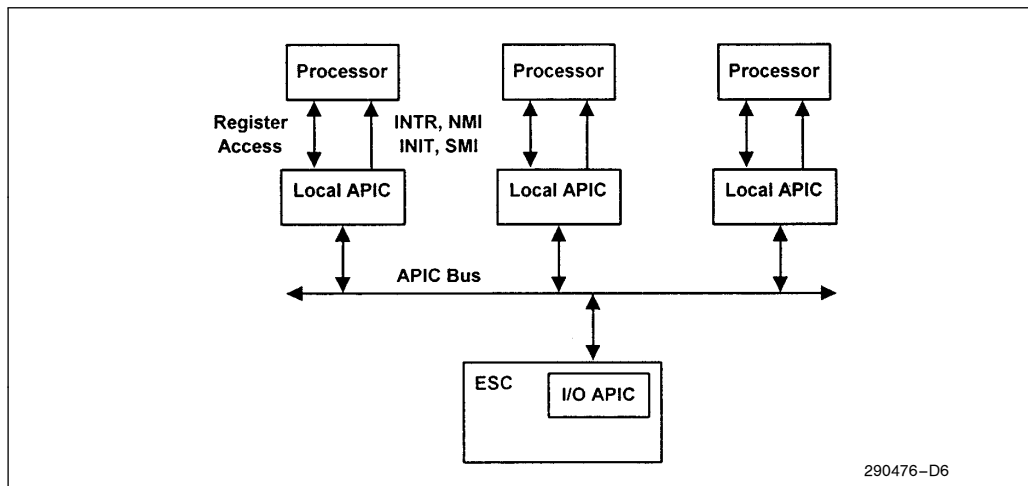 Processor
Processor
Processor
Register
Access
INTR, NMI
INIT, SMI
Local APIC
Local APIC
Local APIC
APIC Bus
ESC
I/O APIC
290476–D6